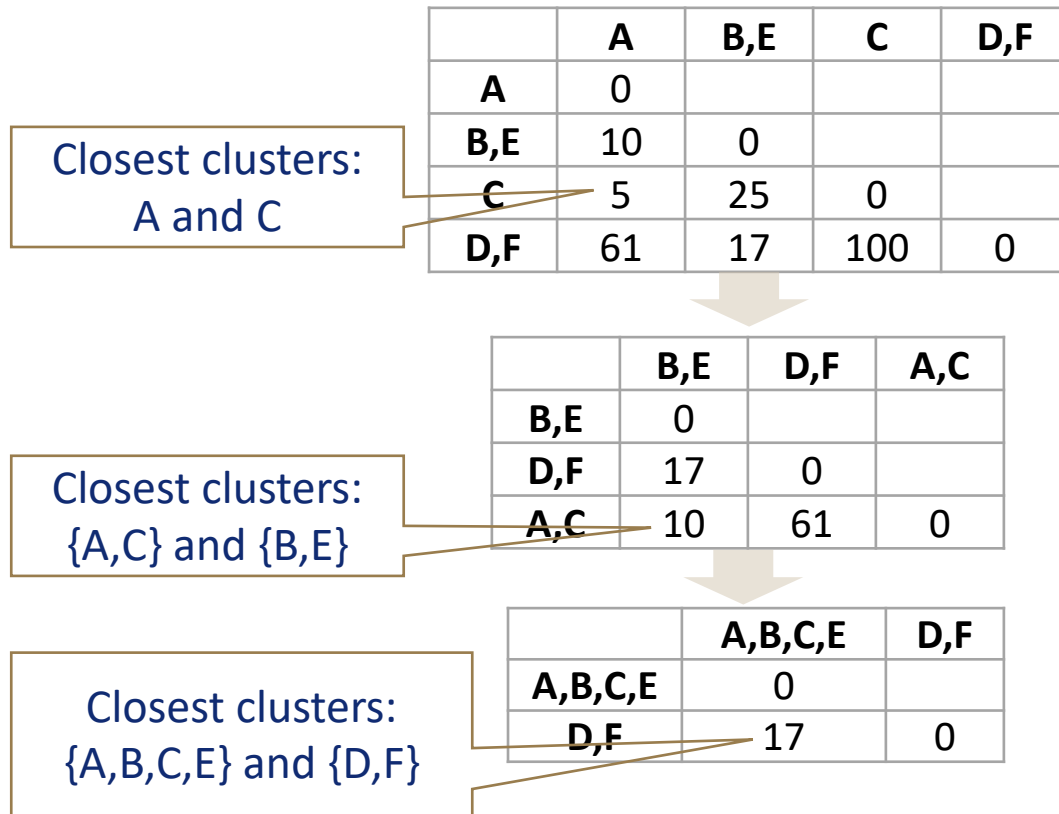 A B,E C D,F
A 0
B,E 10 0
C 5 25 0
D,F 61 17 100 0
Closest clusters:
A and C
B,E D,F A,C
B,E 0
D,F 17 0
A,C 10 61 0
Closest clusters:
{A,C} and {B,E}
A,B,C,E D,F
A,B,C,E 0
D,F 17 0
Closest clusters:
{A,B,C,E} and {D,F}